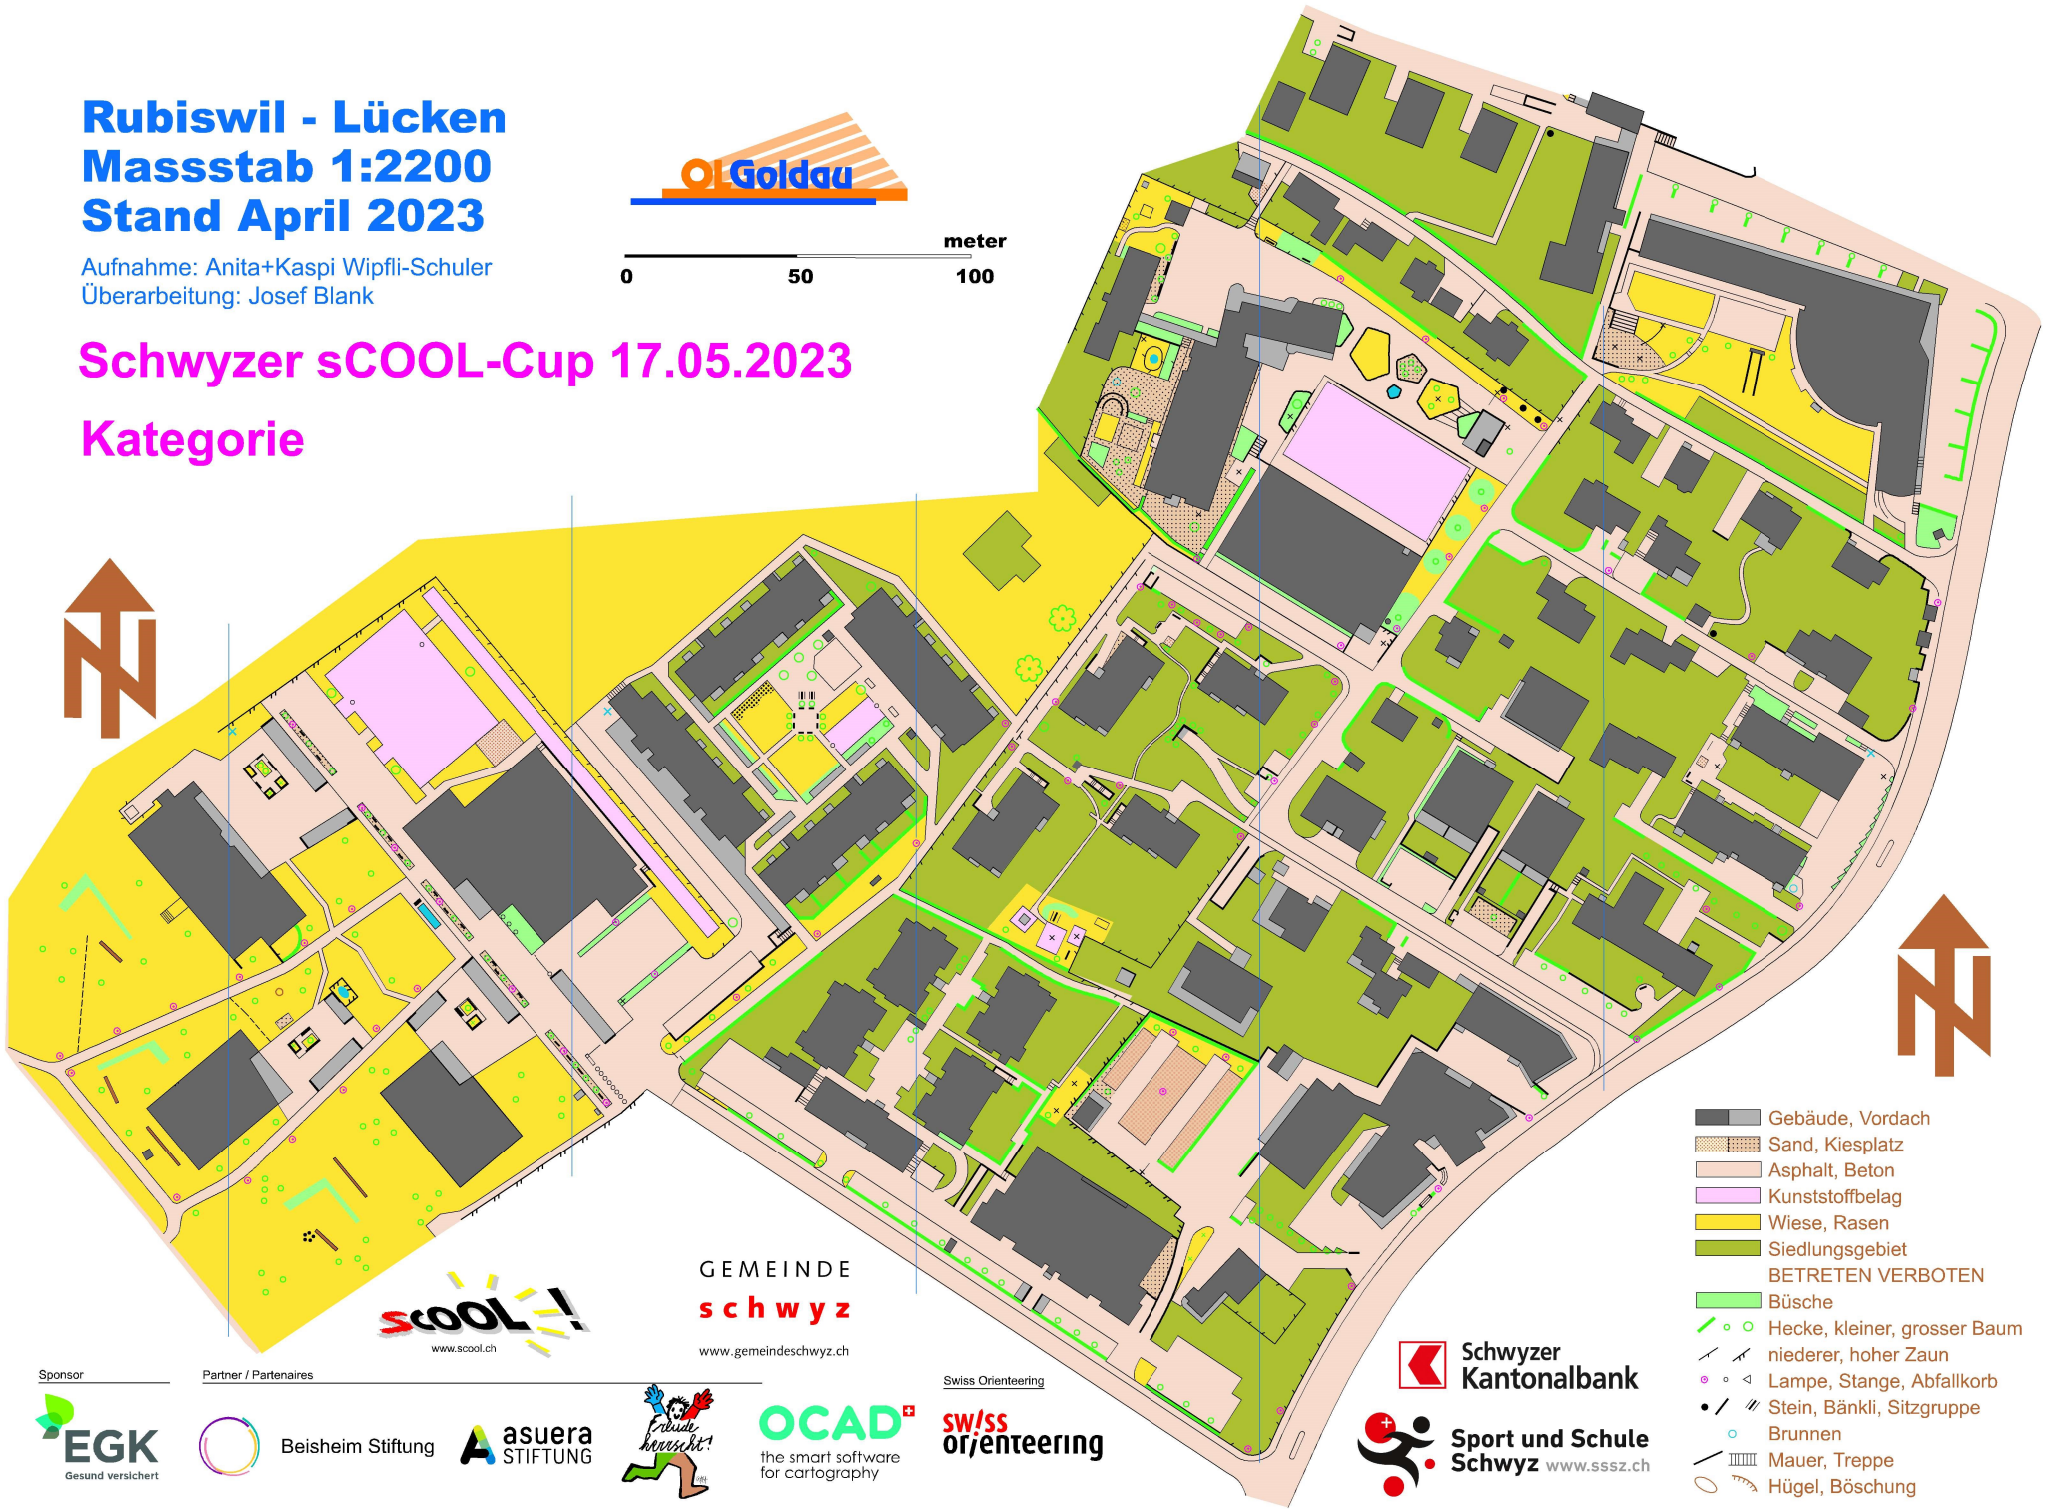 Rubiswil - Lücken
Massstab 1:2200
Stand April 2023
Aufnahme: Anita+Kaspi Wipfli-Schuler
Überarbeitung: Josef Blank
OL Goldau
meter
0 50 100
Schwyzer sCOOL-Cup 17.05.2023
Kategorie
N
N
Gebäude, Vordach
Sand, Kiesplatz
Asphalt, Beton
Kunststoffbelag
Wiese, Rasen
Siedlungsgebiet
BETRETEN VERBOTEN
Büsche
Hecke, kleiner, grosser Baum
niederer, hoher Zaun
Lampe, Stange, Abfallkorb
Stein, Bänkli, Sitzgruppe
Brunnen
Mauer, Treppe
Hügel, Böschung
sCOOL!
www.scool.ch
GEMEINDE
schwyz
www.gemeindeschwyz.ch
Sponsor
EGK
Gesund versichert
Partner / Partenaires
Beisheim Stiftung
asuera
STIFTUNG
Freude
herrscht!
OCAD
the smart software
for cartography
Swiss Orienteering
swiss
orienteering
Schwyzer
Kantonalbank
Sport und Schule
Schwyz www.sssz.ch